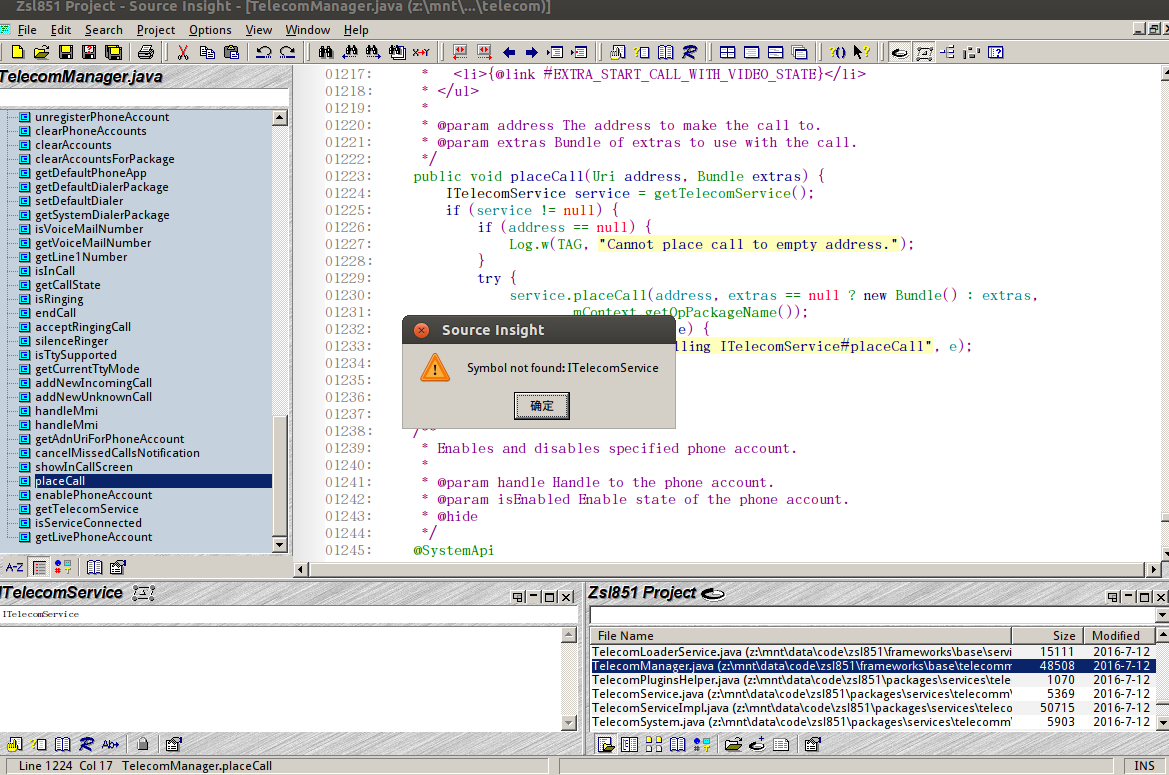 Zsl851 Project - Source Insight - [TelecomManager.java (z:\mnt\...\telecom)]
File Edit Search Project Options View Window Help
TelecomManager.java
unregisterPhoneAccount
clearPhoneAccounts
clearAccounts
clearAccountsForPackage
getDefaultPhoneApp
getDefaultDialerPackage
setDefaultDialer
getSystemDialerPackage
isVoiceMailNumber
getVoiceMailNumber
getLine1Number
isInCall
getCallState
isRinging
endCall
acceptRingingCall
silenceRinger
isTtySupported
getCurrentTtyMode
addNewIncomingCall
addNewUnknownCall
handleMmi
handleMmi
getAdnUriForPhoneAccount
cancelMissedCallsNotification
showInCallScreen
placeCall
enablePhoneAccount
getTelecomService
isServiceConnected
getLivePhoneAccount
A-Z
01217: * <li>{@link #EXTRA_START_CALL_WITH_VIDEO_STATE}</li>
01218: * </ul>
01219: *
01220: * @param address The address to make the call to.
01221: * @param extras Bundle of extras to use with the call.
01222: */
01223: public void placeCall(Uri address, Bundle extras) {
01224: ITelecomService service = getTelecomService();
01225: if (service != null) {
01226: if (address == null) {
01227: Log.w(TAG, "Cannot place call to empty address.");
01228: }
01229: try {
01230: service.placeCall(address, extras == null ? new Bundle() : extras,
01231: mContext.getOpPackageName());
01232: e) {
01233: lling ITelecomService#placeCall", e);
01234:
01235:
01236:
01237:
01238: /**
01239: * Enables and disables specified phone account.
01240: *
01241: * @param handle Handle to the phone account.
01242: * @param isEnabled Enable state of the phone account.
01243: * @hide
01244: */
01245: @SystemApi
Source Insight
Symbol not found: ITelecomService
确定
ITelecomService
ITelecomService
Zsl851 Project
File Name Size Modified
TelecomLoaderService.java (z:\mnt\data\code\zsl851\frameworks\base\servi 15111 2016-7-12
TelecomManager.java (z:\mnt\data\code\zsl851\frameworks\base\telecomm 48508 2016-7-12
TelecomPluginsHelper.java (z:\mnt\data\code\zsl851\packages\services\tele 1070 2016-7-12
TelecomService.java (z:\mnt\data\code\zsl851\packages\services\telecomm\ 5369 2016-7-12
TelecomServiceImpl.java (z:\mnt\data\code\zsl851\packages\services\teleco 50715 2016-7-12
TelecomSystem.java (z:\mnt\data\code\zsl851\packages\services\telecomm\ 5903 2016-7-12
Line 1224 Col 17 TelecomManager.placeCall
INS